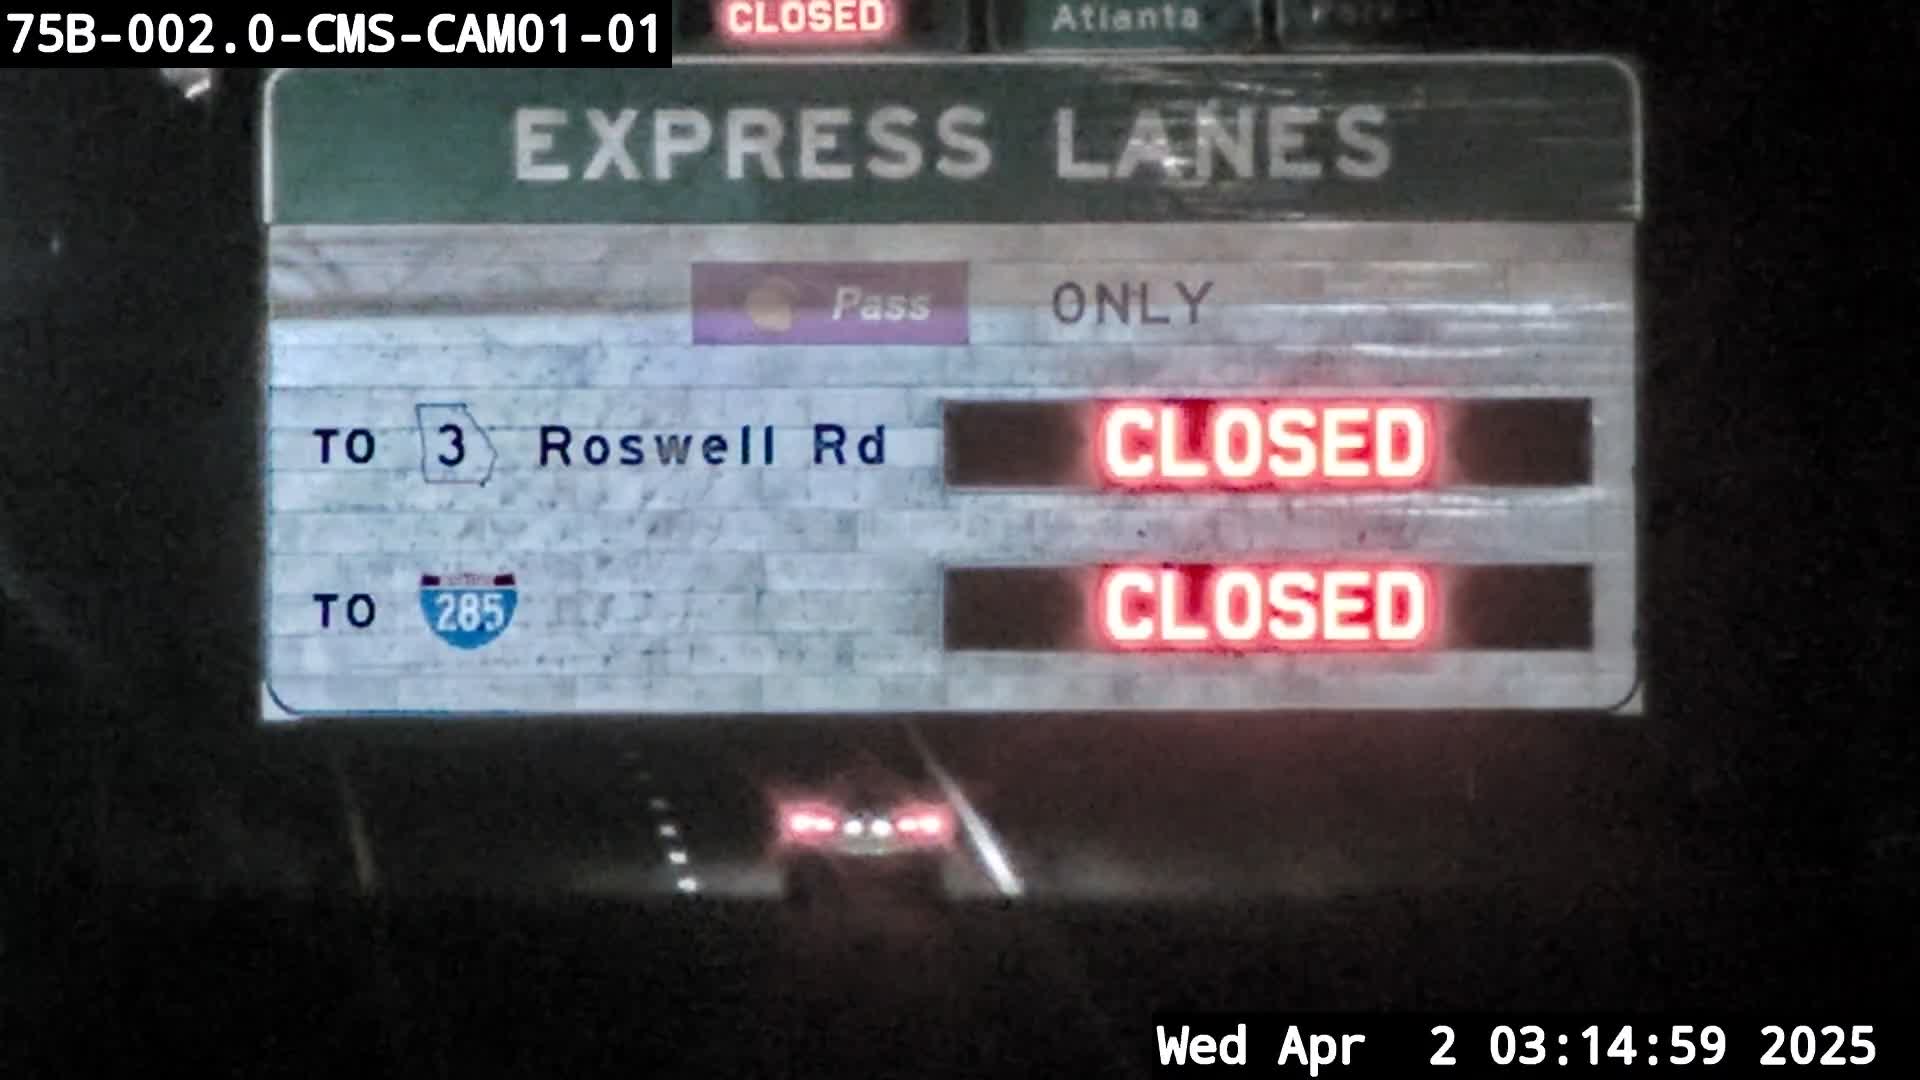 75B-002.0-CMS-CAM01-01
CLOSED
Atlanta
EXPRESS LANES
Pass ONLY
TO 3 Roswell Rd CLOSED
TO 285 CLOSED
Wed Apr 2 03:14:59 2025